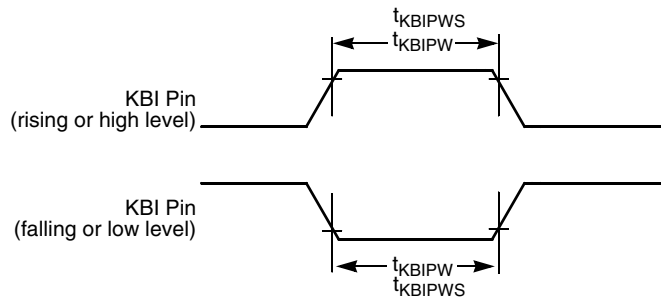 tKBIPWS
tKBIPW
KBI Pin
(rising or high level)
KBI Pin
(falling or low level)
tKBIPW
tKBIPWS